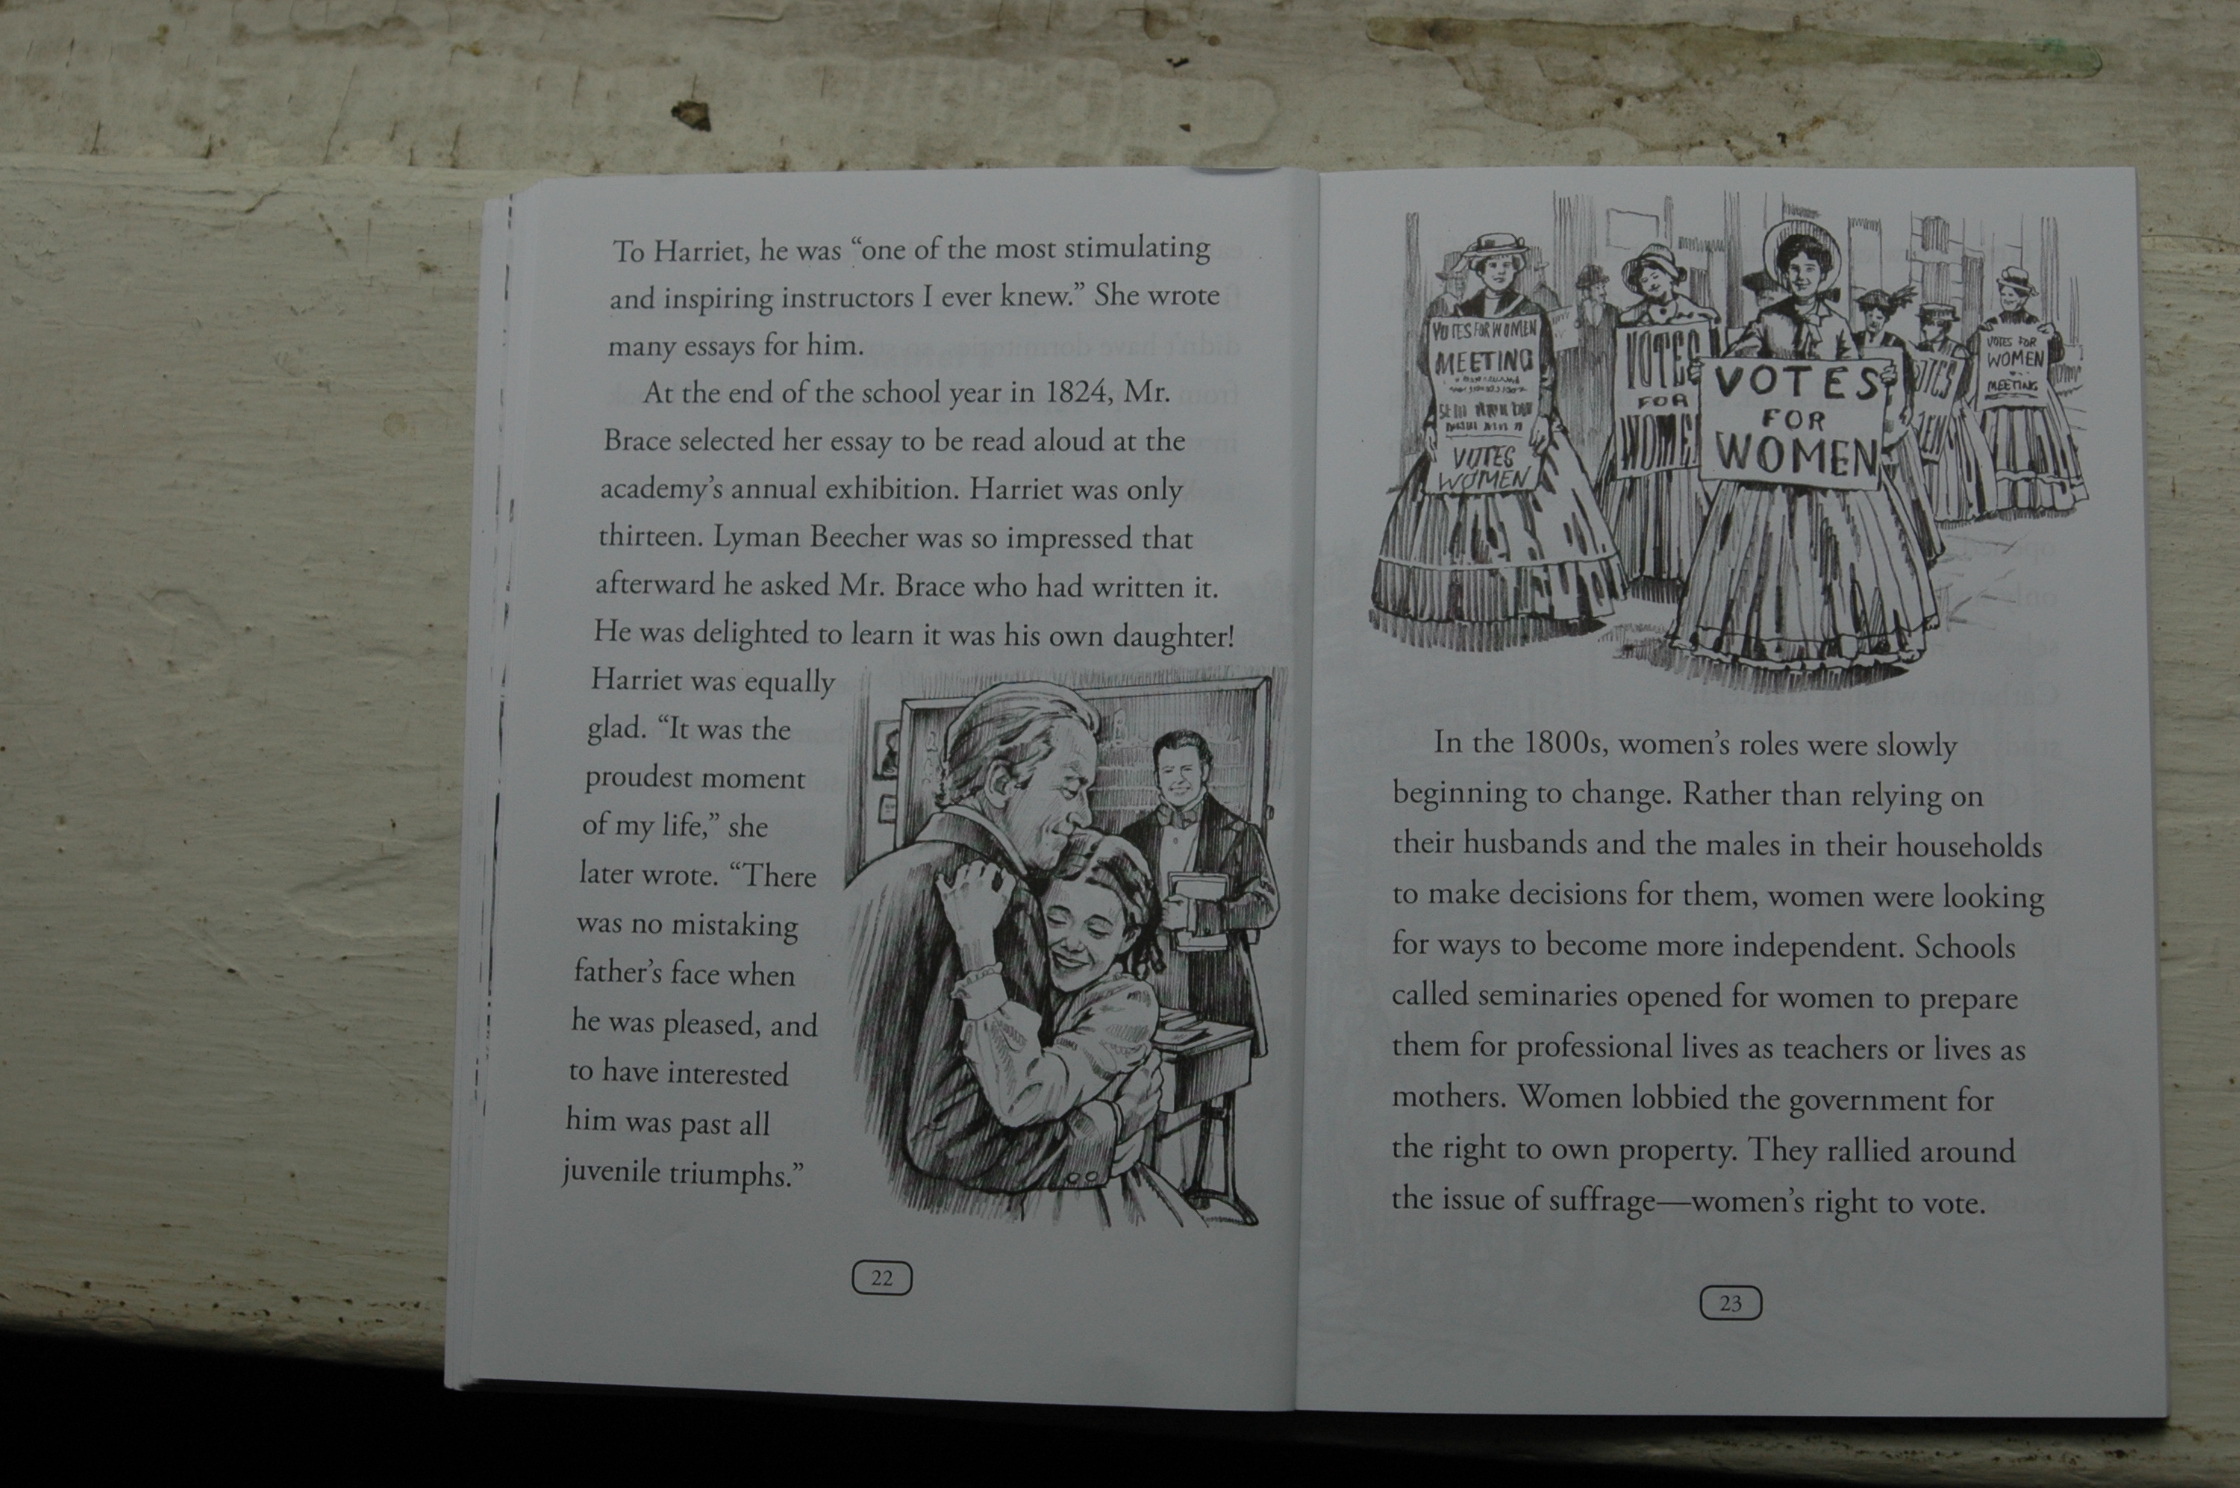 To Harriet, he was “one of the most stimulating
and inspiring instructors I ever knew.” She wrote
many essays for him.
At the end of the school year in 1824, Mr.
Brace selected her essay to be read aloud at the
academy’s annual exhibition. Harriet was only
thirteen. Lyman Beecher was so impressed that
afterward he asked Mr. Brace who had written it.
He was delighted to learn it was his own daughter!
Harriet was equally
glad. “It was the
proudest moment
of my life,” she
later wrote. “There
was no mistaking
father’s face when
he was pleased, and
to have interested
him was past all
juvenile triumphs.”
22
VOTES FOR WOMEN
MEETING
VOTES
WOMEN
VOTES
FOR
WOMEN
VOTES
FOR
WOMEN
VOTES FOR
WOMEN
MEETING
In the 1800s, women’s roles were slowly
beginning to change. Rather than relying on
their husbands and the males in their households
to make decisions for them, women were looking
for ways to become more independent. Schools
called seminaries opened for women to prepare
them for professional lives as teachers or lives as
mothers. Women lobbied the government for
the right to own property. They rallied around
the issue of suffrage—women’s right to vote.
23